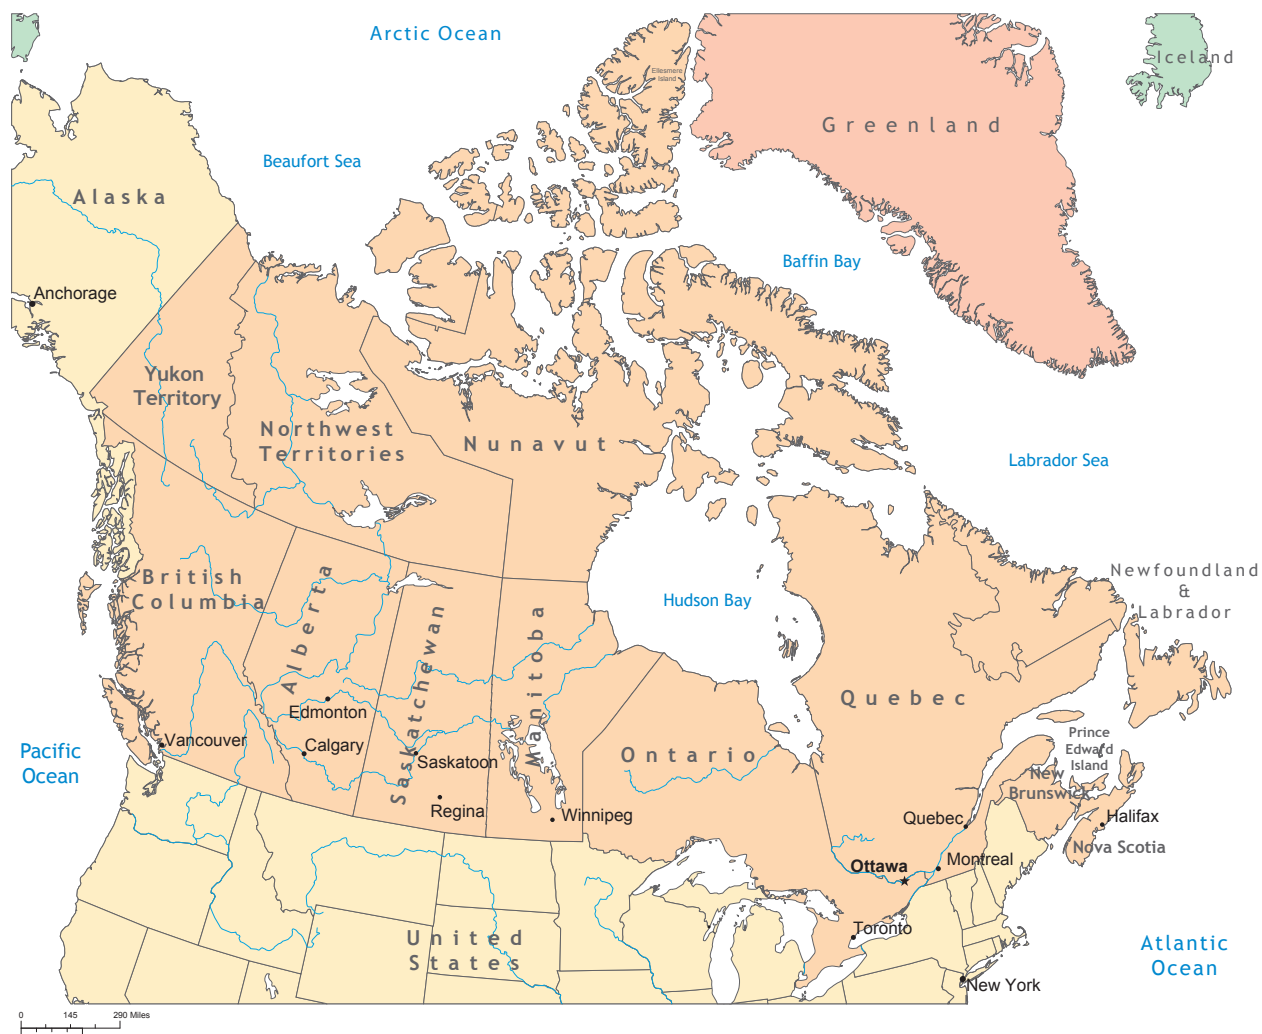 Arctic Ocean
Iceland
Ellesmere
Island
Greenland
Beaufort Sea
Alaska
Baffin Bay
Anchorage
Yukon
Territory
Northwest
Territories
Nunavut
Labrador Sea
British
Columbia
Alberta
Saskatchewan
Manitoba
Hudson Bay
Newfoundland
&
Labrador
Quebec
Edmonton
Vancouver
Calgary
Saskatoon
Ontario
Prince
Edward
Island
Pacific
Ocean
New
Brunswick
Regina
Winnipeg
Quebec
Halifax
Nova Scotia
Montreal
Ottawa
Toronto
United
States
Atlantic
Ocean
New York
0 145 290 Miles